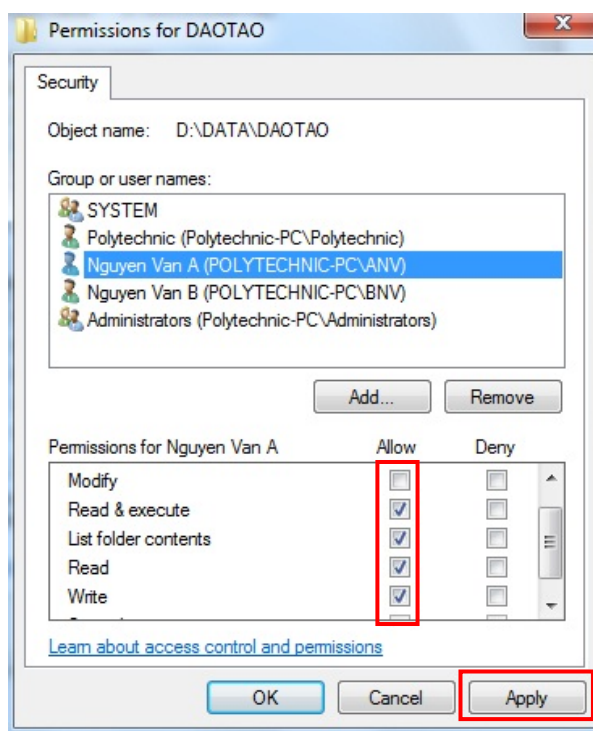 Permissions for DAOTAO
Security
Object name: D:\DATA\DAOTAO
Group or user names:
SYSTEM
Polytechnic (Polytechnic-PC\Polytechnic)
Nguyen Van A (POLYTECHNIC-PC\ANV)
Nguyen Van B (POLYTECHNIC-PC\BNV)
Administrators (Polytechnic-PC\Administrators)
Add... Remove
Permissions for Nguyen Van A Allow Deny
Modify
Read & execute
List folder contents
Read
Write
Learn about access control and permissions
OK Cancel Apply